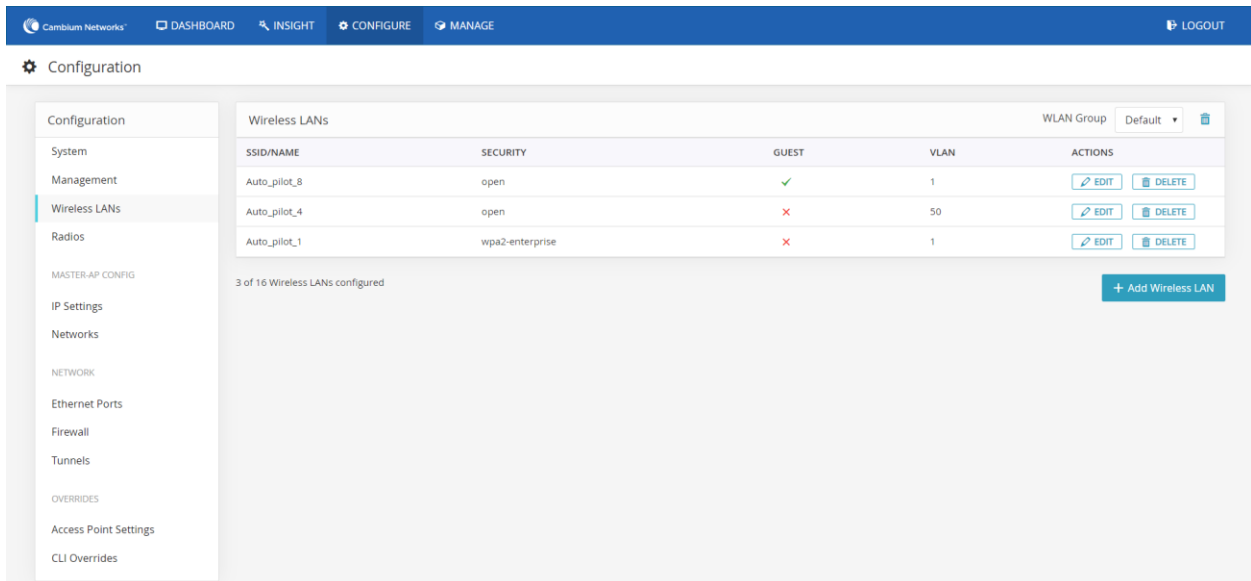 Cambium Networks™ DASHBOARD INSIGHT CONFIGURE MANAGE LOGOUT
Configuration
Configuration
System
Management
Wireless LANs
Radios
MASTER-AP CONFIG
IP Settings
Networks
NETWORK
Ethernet Ports
Firewall
Tunnels
OVERRIDES
Access Point Settings
CLI Overrides
Wireless LANs WLAN Group Default
SSID/NAME SECURITY GUEST VLAN ACTIONS
Auto_pilot_8 open ✓ 1 EDIT DELETE
Auto_pilot_4 open ✕ 50 EDIT DELETE
Auto_pilot_1 wpa2-enterprise ✕ 1 EDIT DELETE
3 of 16 Wireless LANs configured + Add Wireless LAN